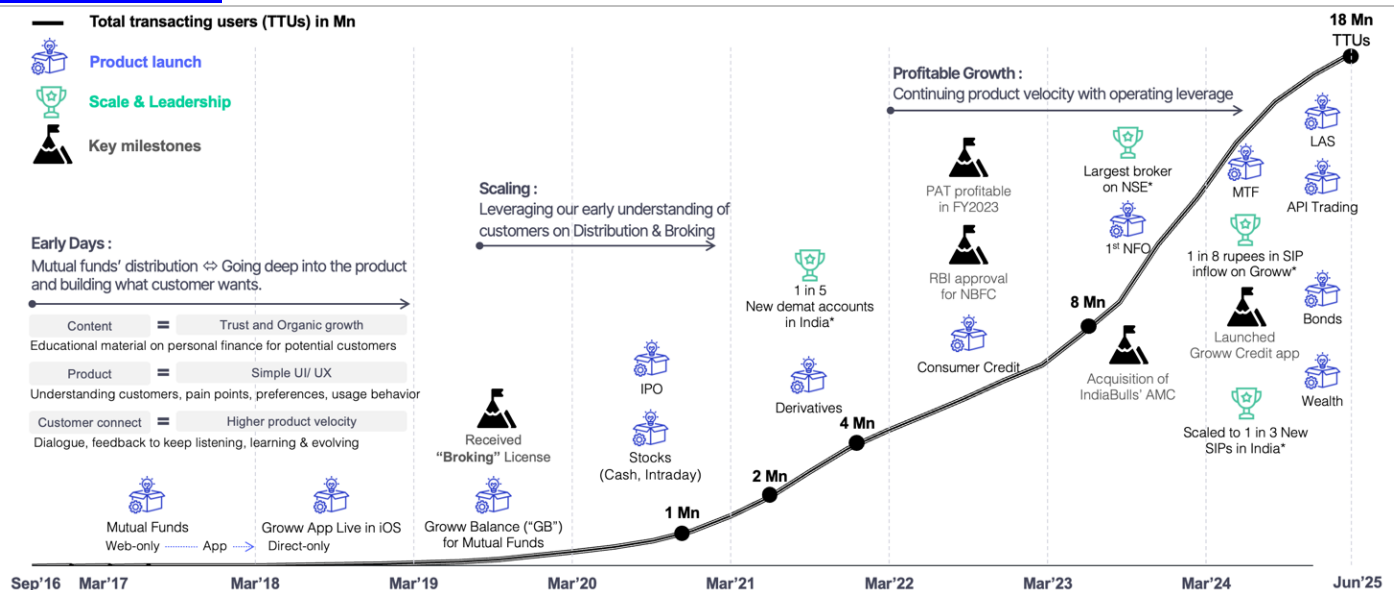 Total transacting users (TTUs) in Mn
Product launch
Scale & Leadership
Key milestones
Early Days :
Mutual funds' distribution ⇔ Going deep into the product
and building what customer wants.
Content = Trust and Organic growth
Educational material on personal finance for potential customers
Product = Simple UI/ UX
Understanding customers, pain points, preferences, usage behavior
Customer connect = Higher product velocity
Dialogue, feedback to keep listening, learning & evolving
Mutual Funds
Web-only
App
Groww App Live in iOS
Direct-only
Scaling :
Leveraging our early understanding of
customers on Distribution & Broking
Received
"Broking" License
Groww Balance ("GB")
for Mutual Funds
IPO
Stocks
(Cash, Intraday)
1 Mn
2 Mn
1 in 5
New demat accounts
in India*
Derivatives
4 Mn
Profitable Growth :
Continuing product velocity with operating leverage
PAT profitable
in FY2023
RBI approval
for NBFC
Consumer Credit
8 Mn
Largest broker
on NSE*
1st NFO
Acquisition of
IndiaBulls' AMC
MTF
1 in 8 rupees in SIP
inflow on Groww*
Launched
Groww Credit app
Scaled to 1 in 3 New
SIPs in India*
18 Mn
TTUs
LAS
API Trading
Bonds
Wealth
Sep'16
Mar'17
Mar'18
Mar'19
Mar'20
Mar'21
Mar'22
Mar'23
Mar'24
Jun'25